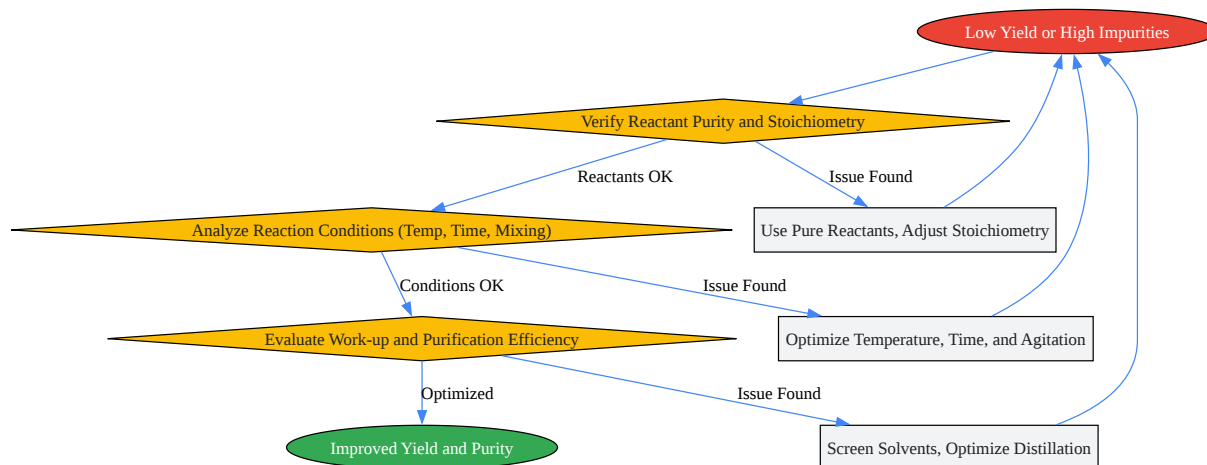 Low Yield or High Impurities
Verify Reactant Purity and Stoichiometry
Reactants OK
Issue Found
Analyze Reaction Conditions (Temp, Time, Mixing)
Use Pure Reactants, Adjust Stoichiometry
Conditions OK
Issue Found
Evaluate Work-up and Purification Efficiency
Optimize Temperature, Time, and Agitation
Optimized
Issue Found
Improved Yield and Purity
Screen Solvents, Optimize Distillation